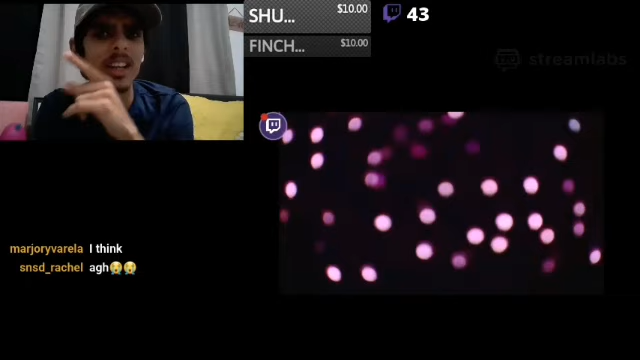 SHU... $10.00
FINCH... $10.00
43
streamlabs
marjoryvarela I think
snsd_rachel agh😭😭